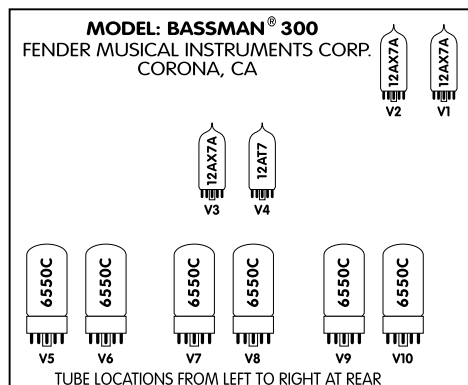 MODEL: BASSMAN® 300
FENDER MUSICAL INSTRUMENTS CORP.
CORONA, CA
12AX7A 12AX7A
V2 V1
12AX7A 12AT7
V3 V4
6550C 6550C 6550C 6550C 6550C 6550C
V5 V6 V7 V8 V9 V10
TUBE LOCATIONS FROM LEFT TO RIGHT AT REAR